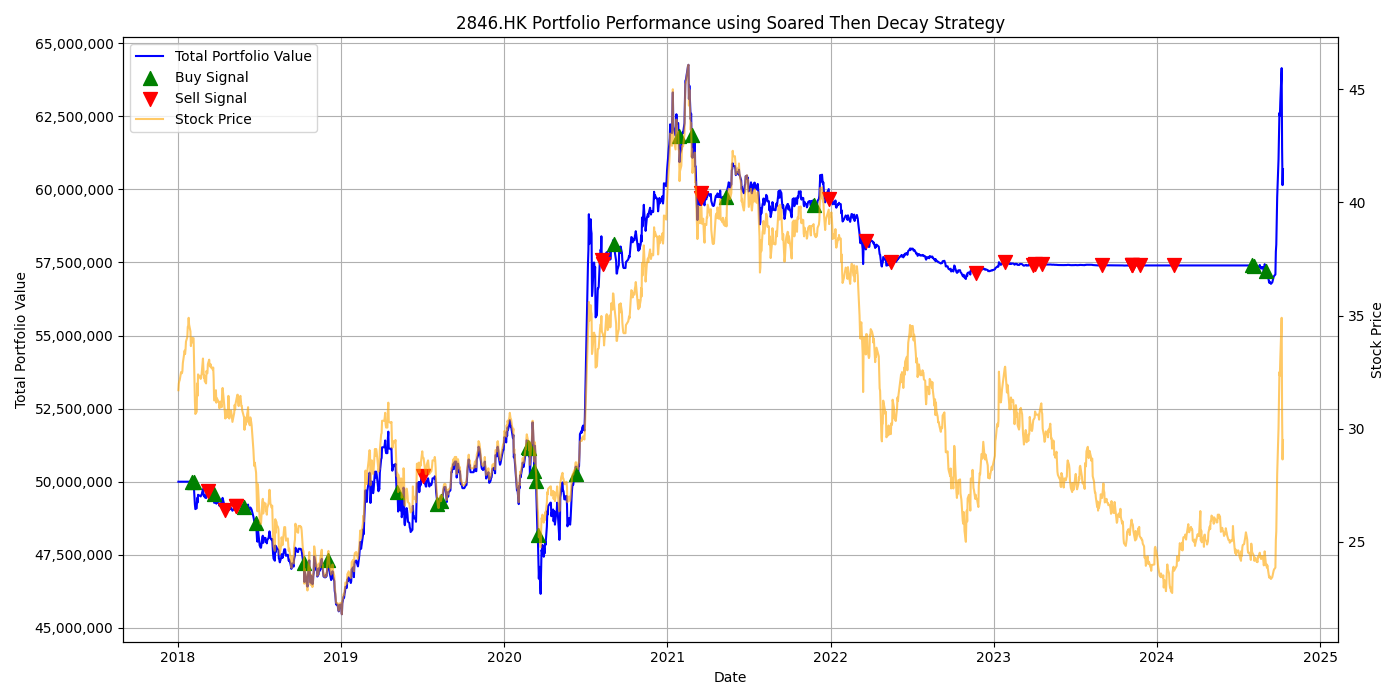 2846.HK Portfolio Performance using Soared Then Decay Strategy
Total Portfolio Value
Buy Signal
Sell Signal
Stock Price
65,000,000
62,500,000
60,000,000
57,500,000
55,000,000
52,500,000
50,000,000
47,500,000
45,000,000
Total Portfolio Value
45
40
35
30
25
Stock Price
2018 2019 2020 2021 2022 2023 2024 2025
Date